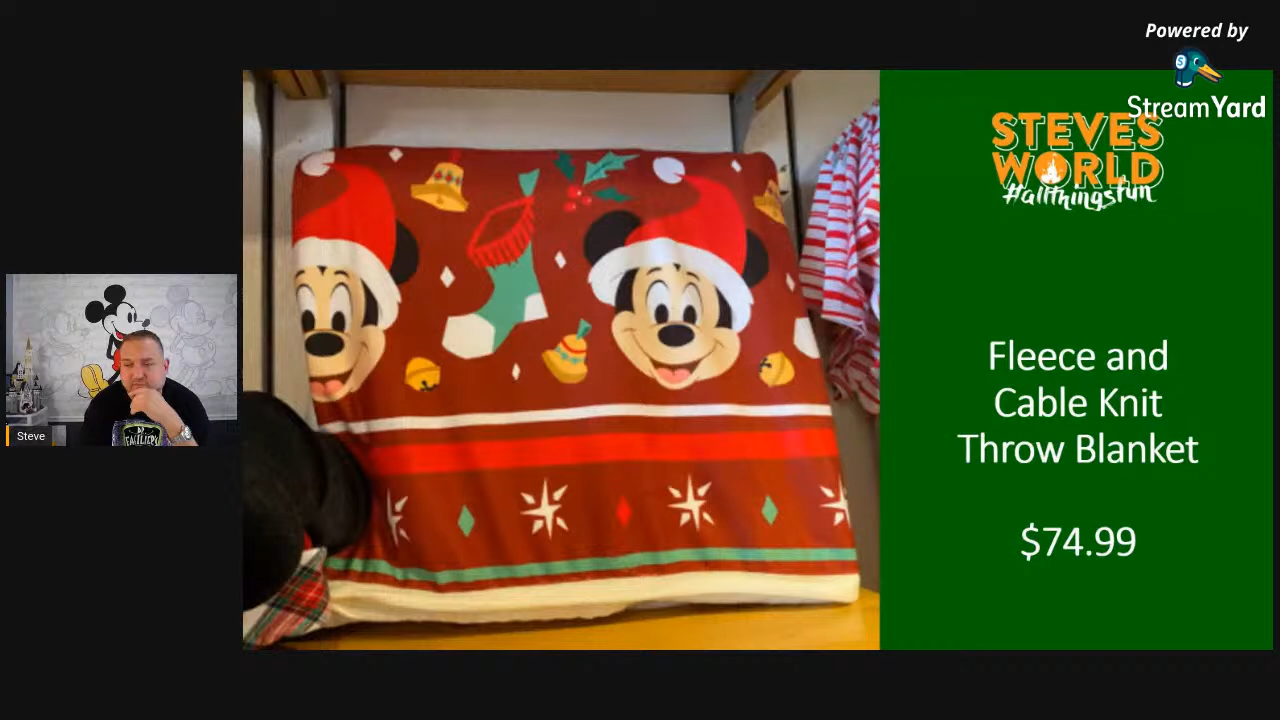 Powered by
StreamYard
STEVES
WORLD
#allthingsfun
Fleece and
Cable Knit
Throw Blanket
$74.99
Steve